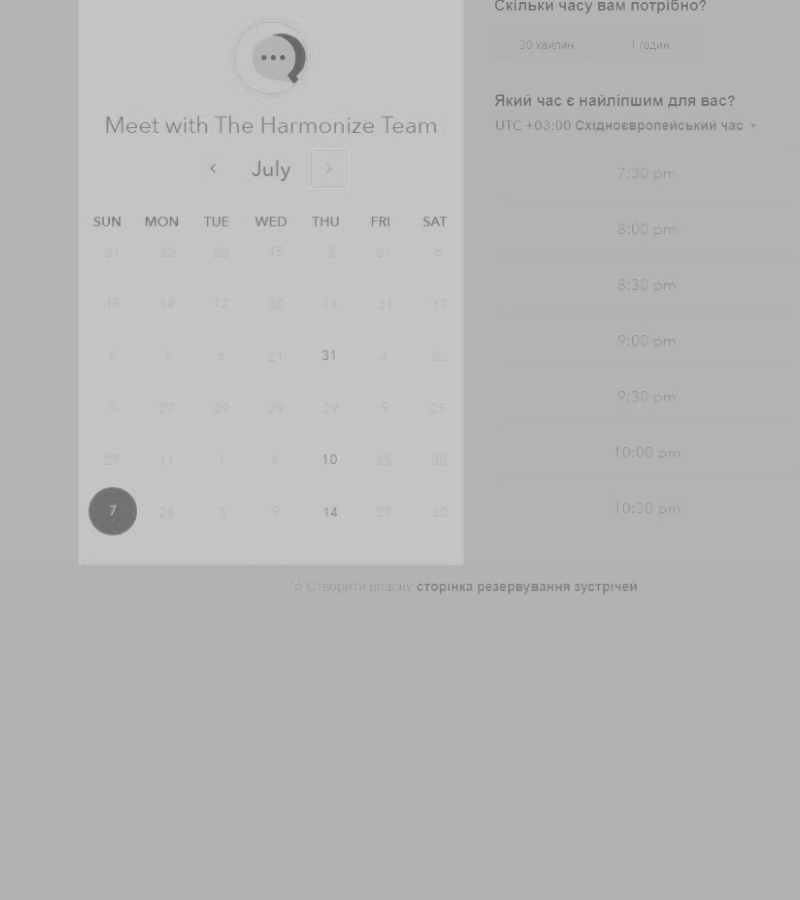 Meet with The Harmonize Team
July
SUN MON TUE WED THU FRI SAT
21 22 28 15 3 21 6
15 14 12 30 14 31 17
6 1 6 21 31 4 22
7 27 29 29 29 9 25
27 11 6 10 25 30
7 26 3 9 14 27 30
Скільки часу вам потрібно?
30 хвилин 1 годин
Який час є найліпшим для вас?
UTC +03:00 Східноєвропейський час
7:30 pm
8:00 pm
8:30 pm
9:00 pm
9:30 pm
10:00 pm
10:30 pm
Створити власну сторінка резервування зустрічей